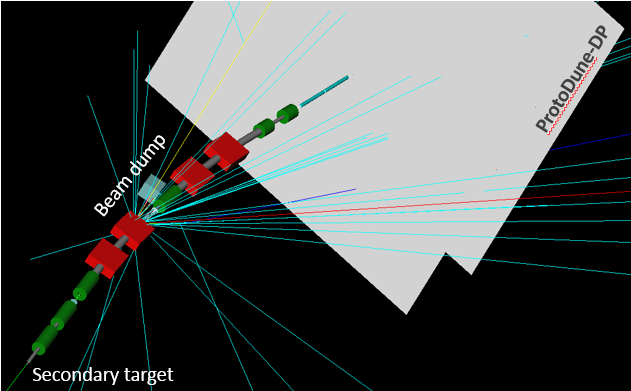 ProtoDune-DP
Beam dump
Secondary target